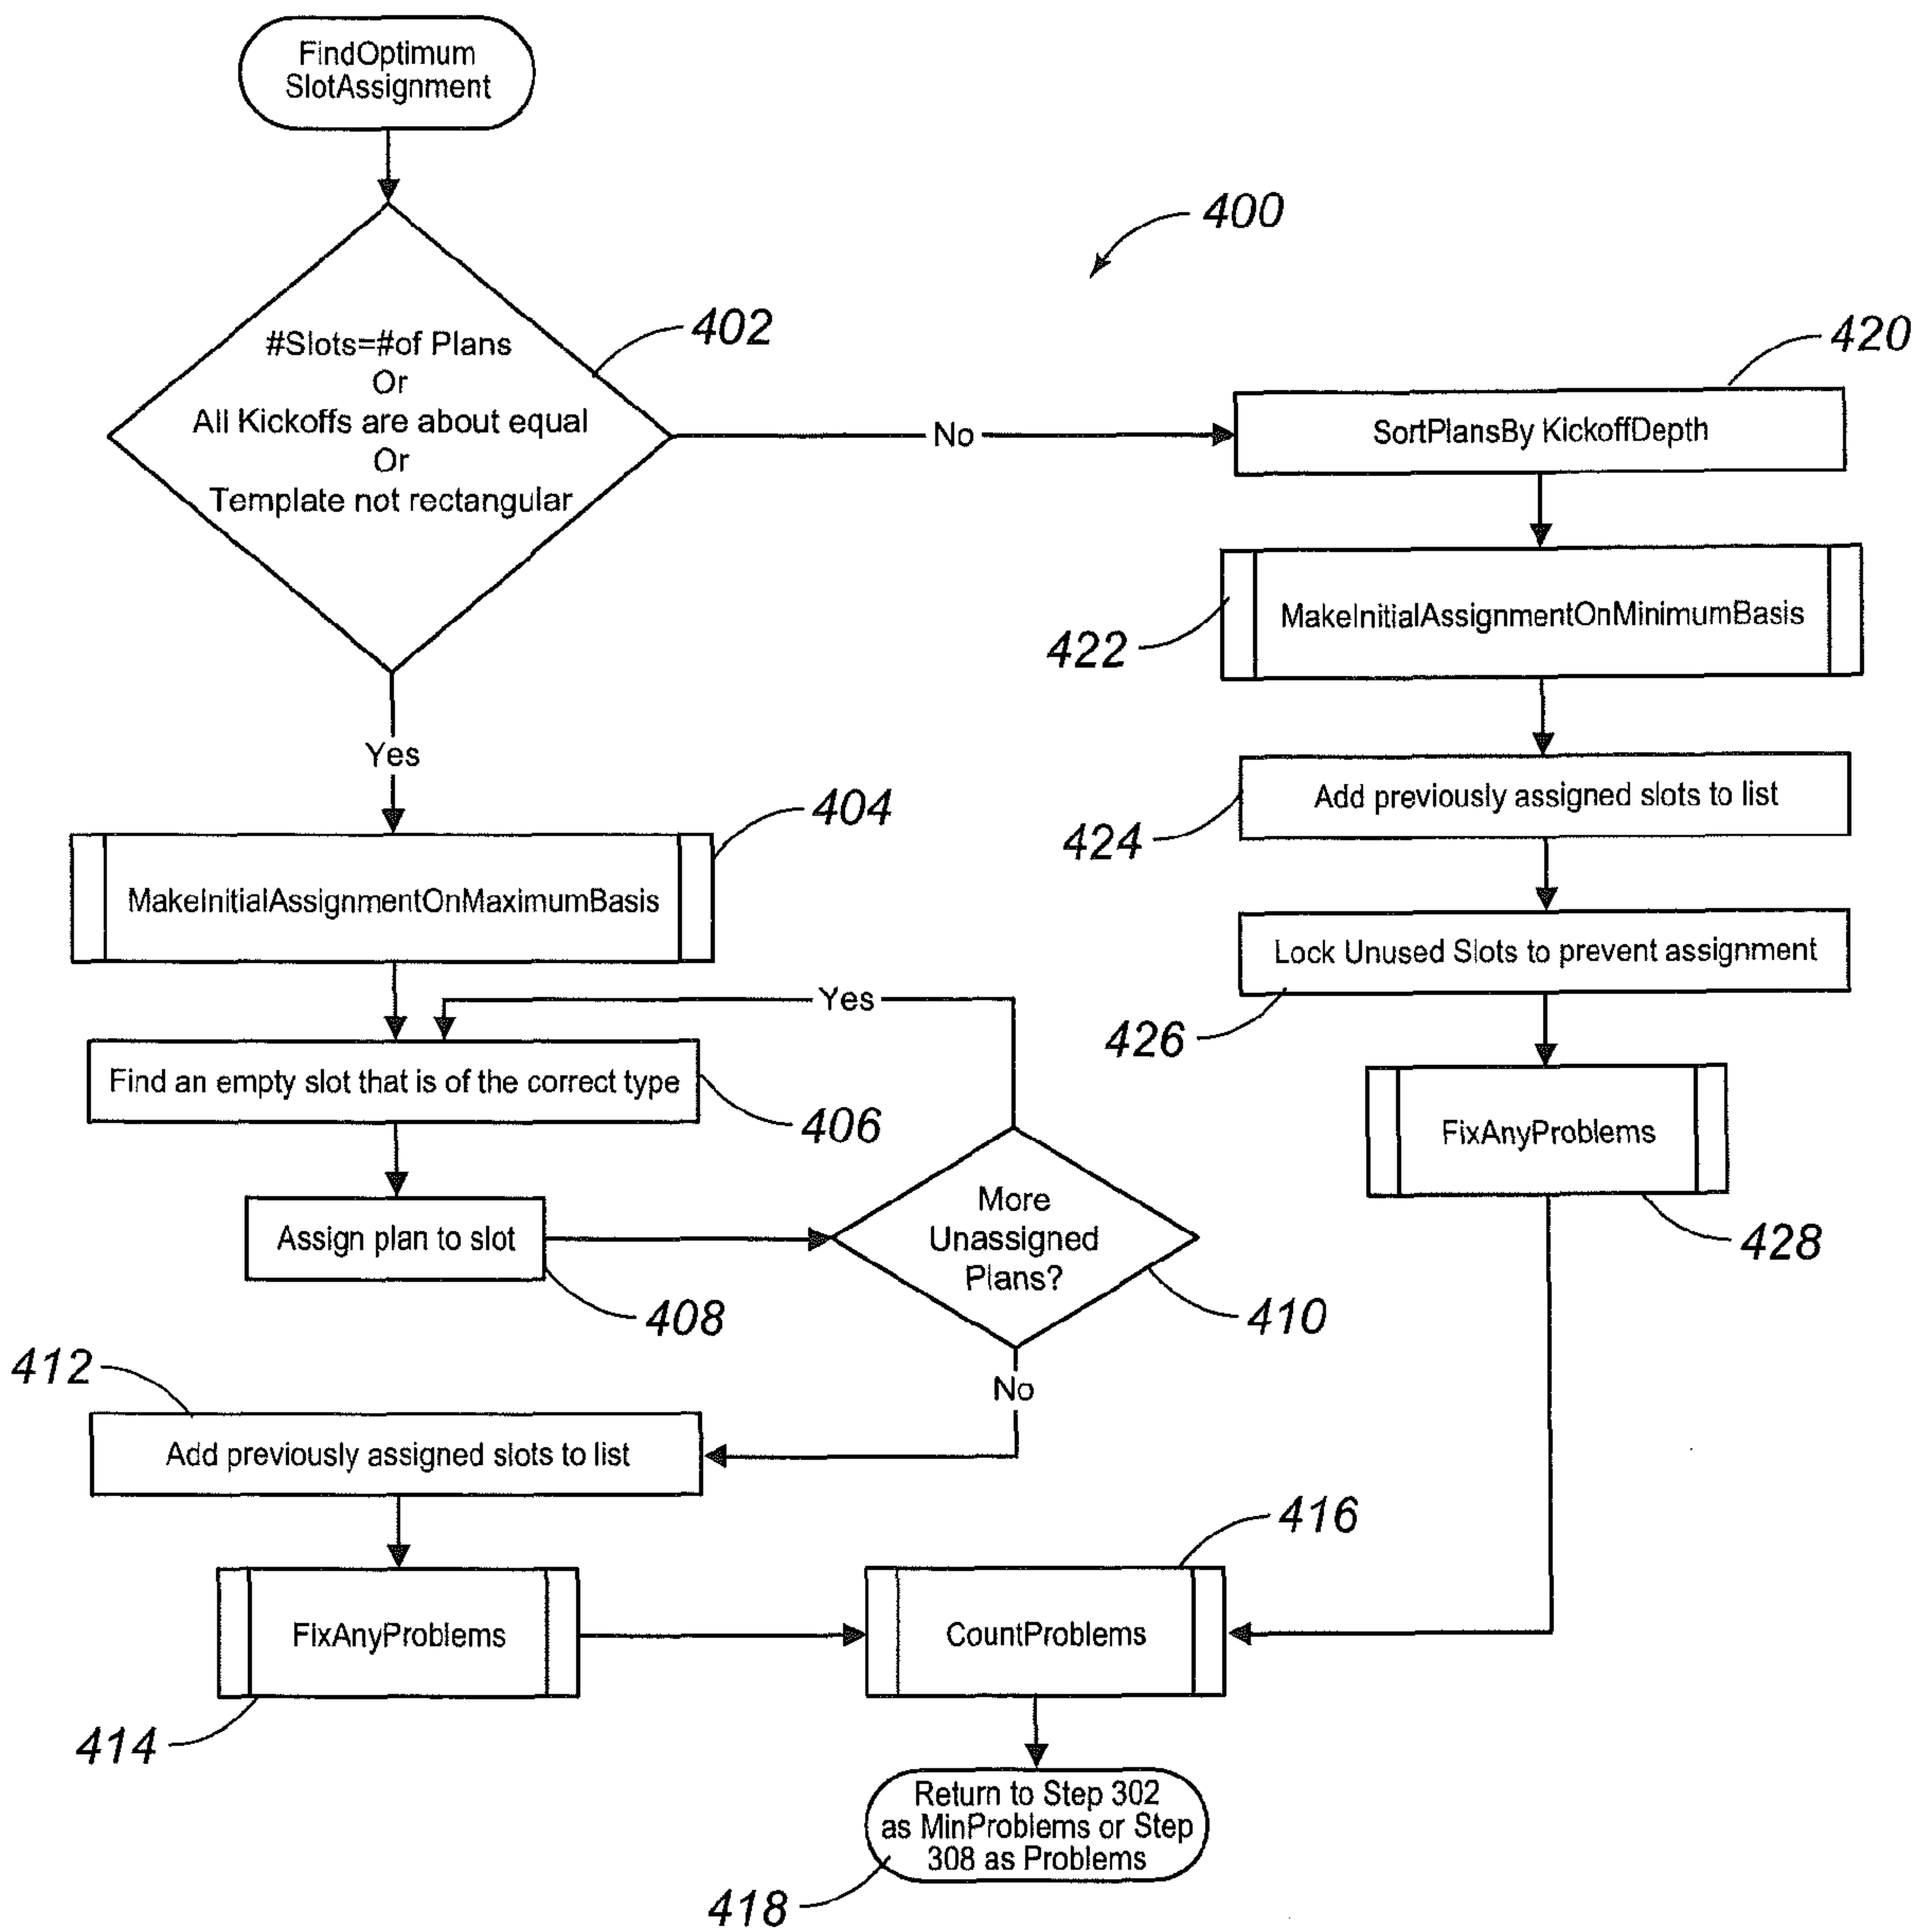 FindOptimum
SlotAssignment
400
402
#Slots=#of Plans
Or
All Kickoffs are about equal
Or
Template not rectangular
No
420
SortPlansBy KickoffDepth
422
MakeInitialAssignmentOnMinimumBasis
Yes
404
MakeInitialAssignmentOnMaximumBasis
424
Add previously assigned slots to list
426
Lock Unused Slots to prevent assignment
Yes
Find an empty slot that is of the correct type
406
FixAnyProblems
428
Assign plan to slot
408
More
Unassigned
Plans?
410
No
412
Add previously assigned slots to list
416
FixAnyProblems
414
CountProblems
Return to Step 302
as MinProblems or Step
308 as Problems
418